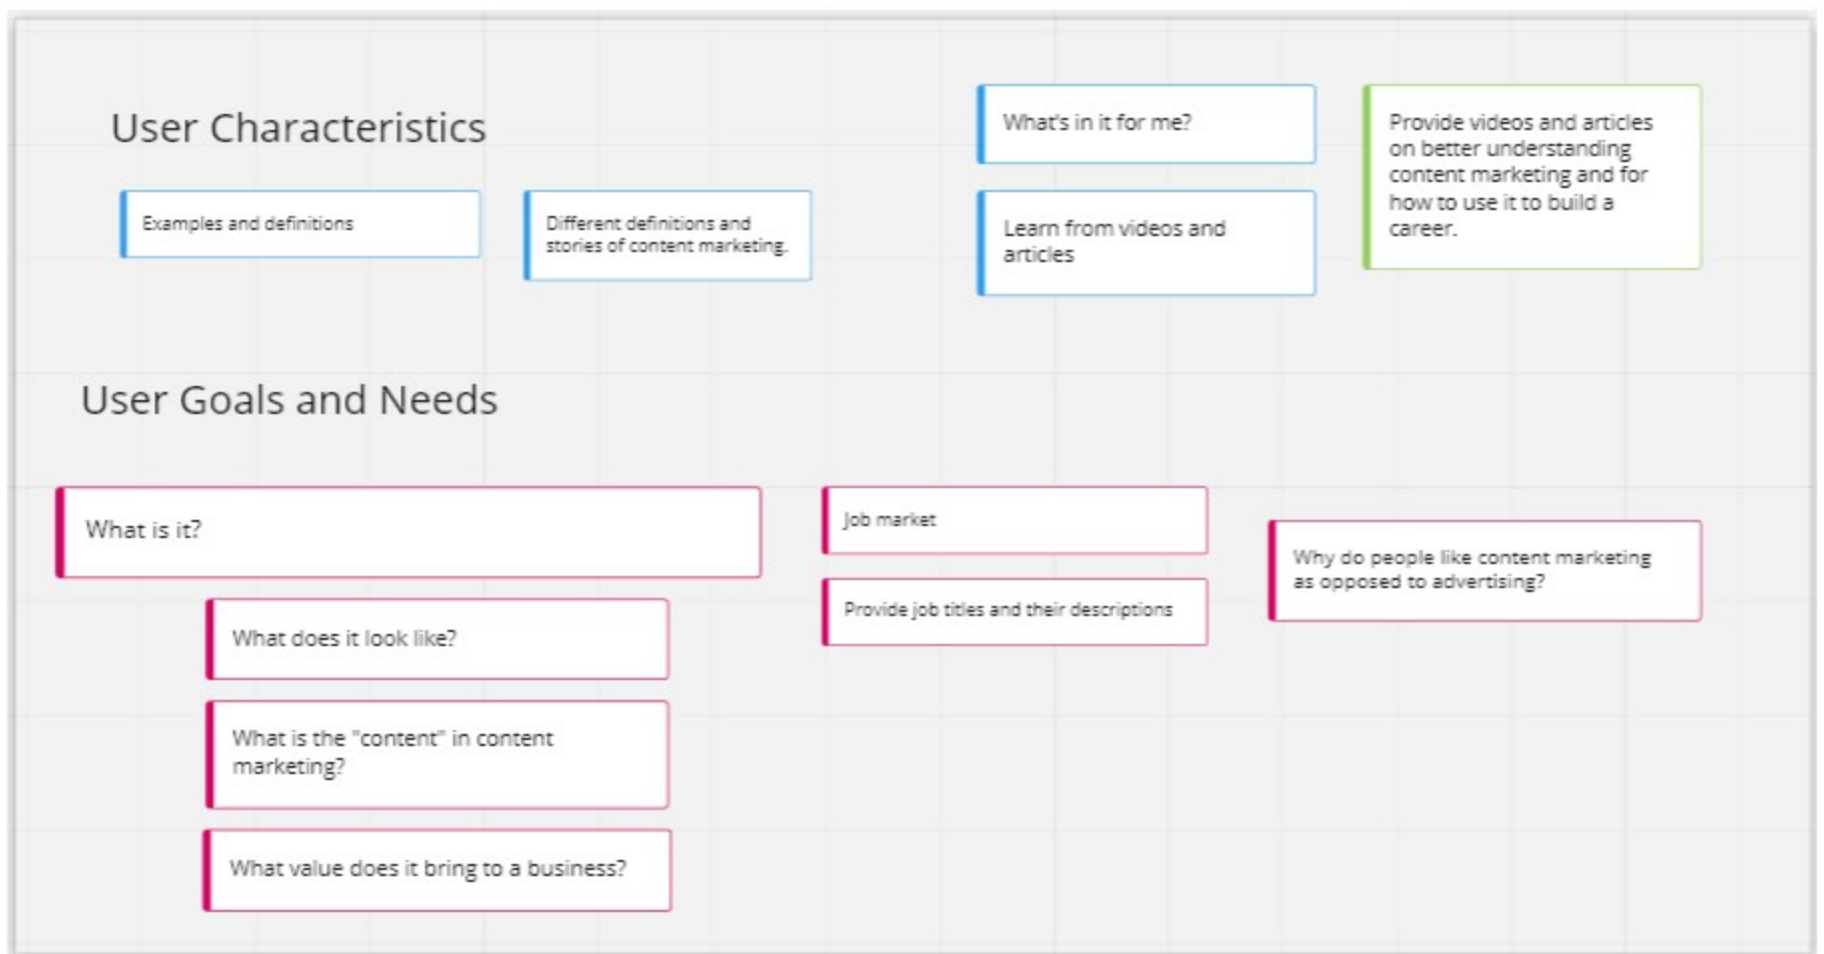 User Characteristics
Examples and definitions
Different definitions and
stories of content marketing.
What's in it for me?
Learn from videos and
articles
Provide videos and articles
on better understanding
content marketing and for
how to use it to build a
career.
User Goals and Needs
What is it?
What does it look like?
What is the "content" in content
marketing?
What value does it bring to a business?
Job market
Provide job titles and their descriptions
Why do people like content marketing
as opposed to advertising?